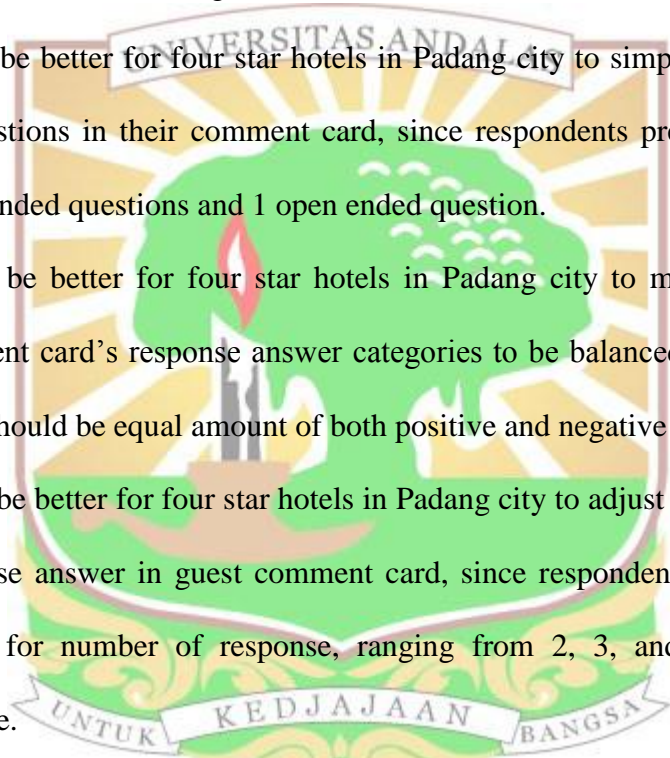 UNIVERSITAS ANDALAS
be better for four star hotels in Padang city to simp
stions in their comment card, since respondents pre
nded questions and 1 open ended question.
be better for four star hotels in Padang city to m
ent card's response answer categories to be balanced
hould be equal amount of both positive and negative
be better for four star hotels in Padang city to adjust
se answer in guest comment card, since responden
for number of response, ranging from 2, 3, and
e.
UNTUK KEDJAJAAN BANGSA